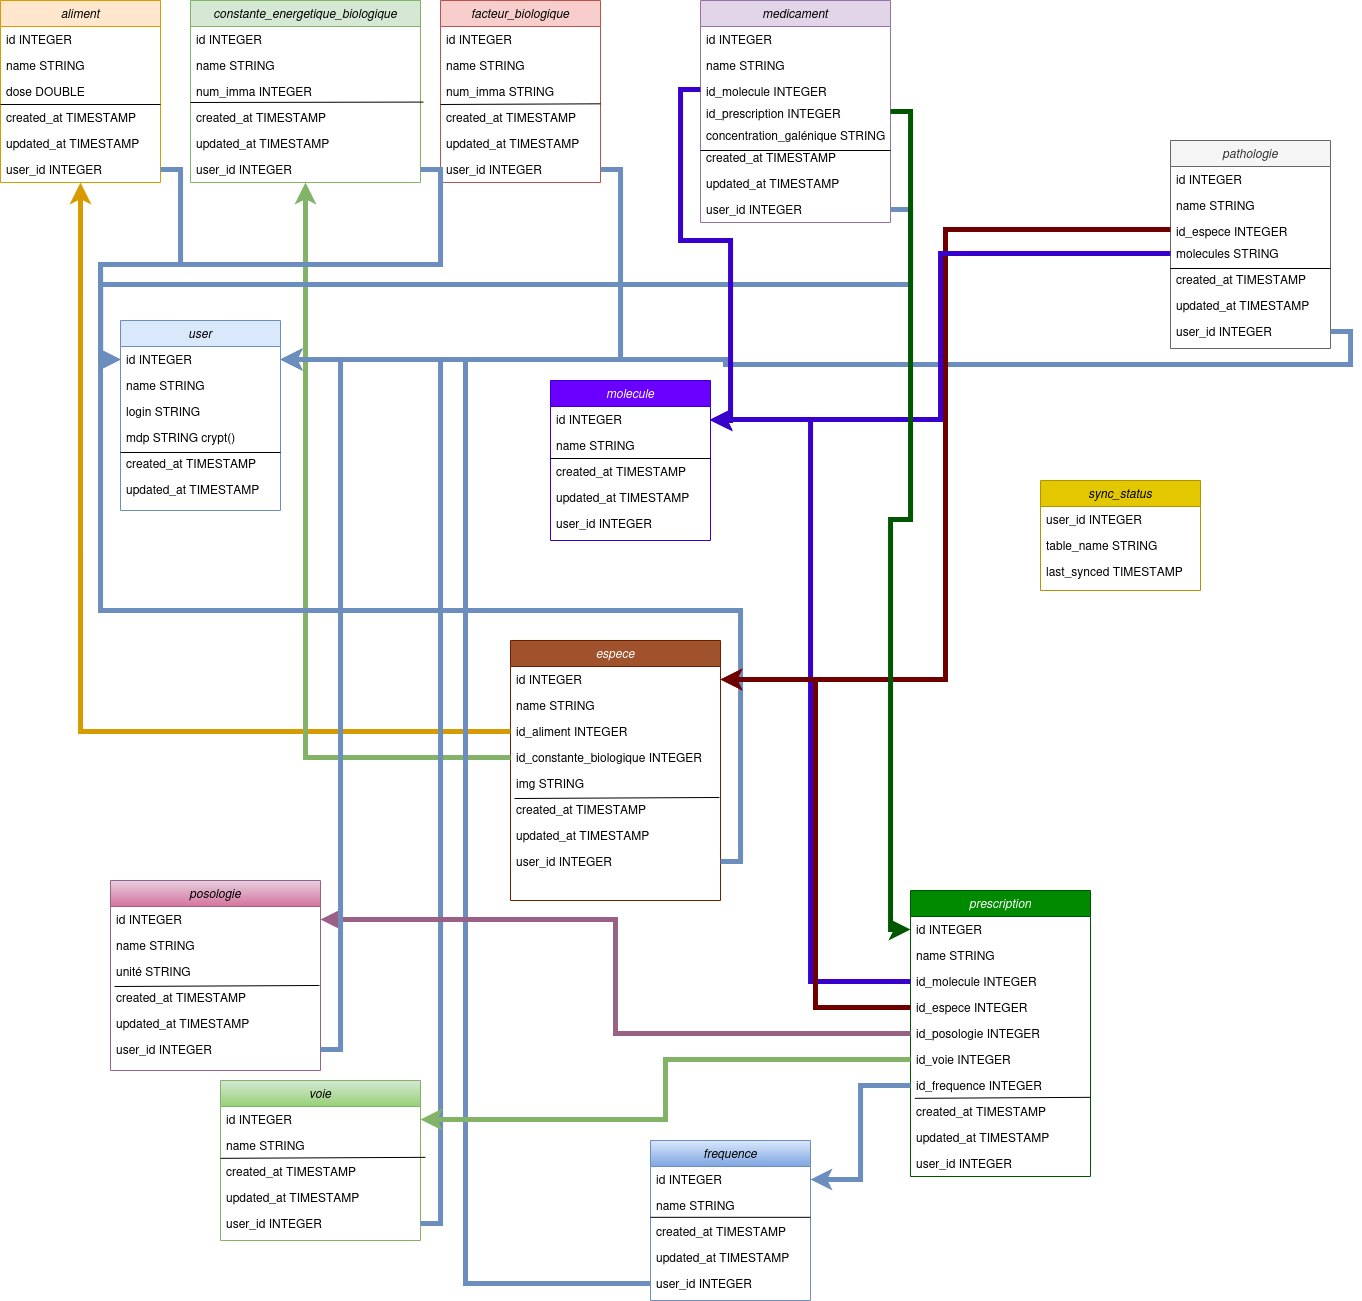 aliment
id INTEGER
name STRING
dose DOUBLE
created_at TIMESTAMP
updated_at TIMESTAMP
user_id INTEGER
constante_energetique_biologique
id INTEGER
name STRING
num_imma INTEGER
created_at TIMESTAMP
updated_at TIMESTAMP
user_id INTEGER
facteur_biologique
id INTEGER
name STRING
num_imma STRING
created_at TIMESTAMP
updated_at TIMESTAMP
user_id INTEGER
medicament
id INTEGER
name STRING
id_molecule INTEGER
id_prescription INTEGER
concentration_galénique STRING
created_at TIMESTAMP
updated_at TIMESTAMP
user_id INTEGER
pathologie
id INTEGER
name STRING
id_espece INTEGER
molecules STRING
created_at TIMESTAMP
updated_at TIMESTAMP
user_id INTEGER
user
id INTEGER
name STRING
login STRING
mdp STRING crypt()
created_at TIMESTAMP
updated_at TIMESTAMP
molecule
id INTEGER
name STRING
created_at TIMESTAMP
updated_at TIMESTAMP
user_id INTEGER
sync_status
user_id INTEGER
table_name STRING
last_synced TIMESTAMP
espece
id INTEGER
name STRING
id_aliment INTEGER
id_constante_biologique INTEGER
img STRING
created_at TIMESTAMP
updated_at TIMESTAMP
user_id INTEGER
posologie
id INTEGER
name STRING
unité STRING
created_at TIMESTAMP
updated_at TIMESTAMP
user_id INTEGER
prescription
id INTEGER
name STRING
id_molecule INTEGER
id_espece INTEGER
id_posologie INTEGER
id_voie INTEGER
id_frequence INTEGER
created_at TIMESTAMP
updated_at TIMESTAMP
user_id INTEGER
voie
id INTEGER
name STRING
created_at TIMESTAMP
updated_at TIMESTAMP
user_id INTEGER
frequence
id INTEGER
name STRING
created_at TIMESTAMP
updated_at TIMESTAMP
user_id INTEGER